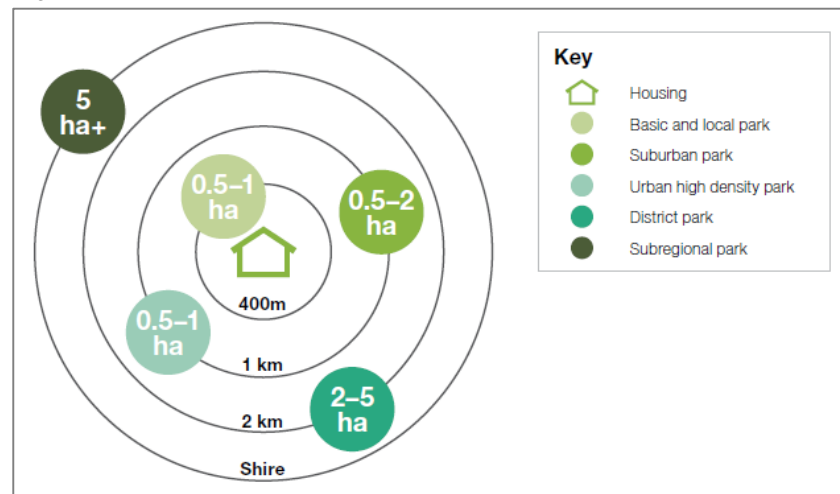 5
ha+
0.5–1
ha
0.5–2
ha
400m
0.5–1
ha
1 km
2–5
ha
2 km
Shire
Key
Housing
Basic and local park
Suburban park
Urban high density park
District park
Subregional park